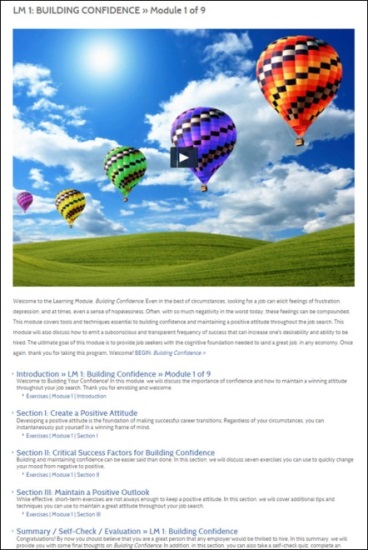 LM 1: BUILDING CONFIDENCE » Module 1 of 9
Welcome to the Learning Module: Building Confidence. Even in the best of circumstances, looking for a job can elicit feelings of frustration,
depression, and at times, even a sense of hopelessness. Often, with so much negativity in the world today, these feelings can be compounded.
This module covers tools and techniques essential to building confidence and maintaining a positive attitude throughout the job search. This
module will also discuss how to emit a subconscious and transparent frequency of success that can increase one's desirability and ability to be
hired. The ultimate goal of this module is to provide job seekers with the cognitive foundation needed to land a great job, in any economy. Once
again, thank you for taking this program. Welcome! BEGIN: Building Confidence >
Introduction » LM 1: Building Confidence » Module 1 of 9
Welcome to Building Your Confidence! In this module, we will discuss the importance of confidence and how to maintain a winning attitude
throughout your job search. Thank you for enrolling and welcome.
* Exercises | Module 1 | Introduction
Section I: Create a Positive Attitude
Developing a positive attitude is the foundation of making successful career transitions. Regardless of your circumstances, you can
instantaneously put yourself in a winning frame of mind.
* Exercises | Module 1 | Section I
Section II: Critical Success Factors for Building Confidence
Building and maintaining confidence can be easier said than done. In this section, we will discuss seven exercises you can use to quickly change
your mood from negative to positive.
* Exercises | Module 1 | Section II
Section III: Maintain a Positive Outlook
While effective, short-term exercises are not always enough to keep a positive attitude. In this section, we will cover additional tips and
techniques you can use to maintain a great attitude throughout your job search.
* Exercises | Module 1 | Section III
Summary / Self-Check / Evaluation » LM 1: Building Confidence
Congratulations! By now you should believe that you are a great person that any employer would be thrilled to hire. In this summary, we will
provide you with some final thoughts on Building Confidence. In addition, in this section, you can also take a self-check quiz, complete an